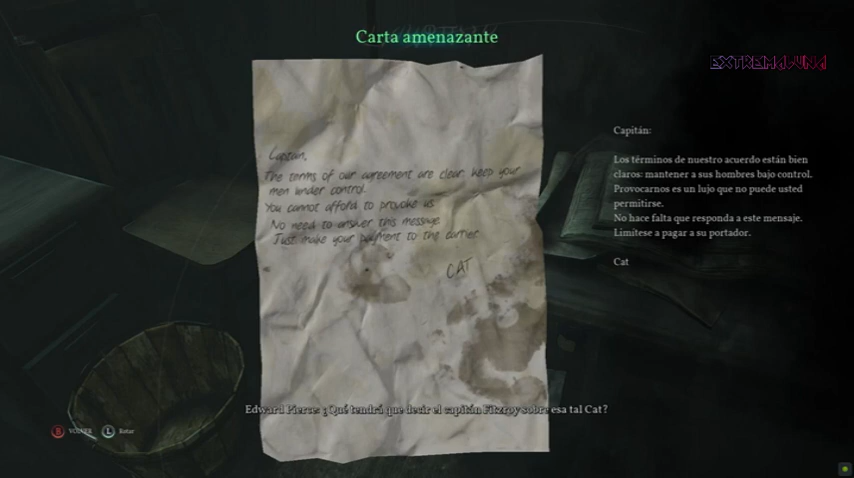 Carta amenazante
EXTREMODUNO
Captain,
The terms of our agreement are clear: keep your
men under control.
You cannot afford to provoke us.
No need to answer this message.
Just make your payment to the carrier.
CAT
Capitán:
Los términos de nuestro acuerdo están bien
claros: mantener a sus hombres bajo control.
Provocarnos es un lujo que no puede usted
permitirse.
No hace falta que responda a este mensaje.
Limítese a pagar a su portador.
Cat
Edward Pierce: ¿Qué tendrá que decir el capitán Fitzroy sobre esa tal Cat?
B VOLVER L Rotar